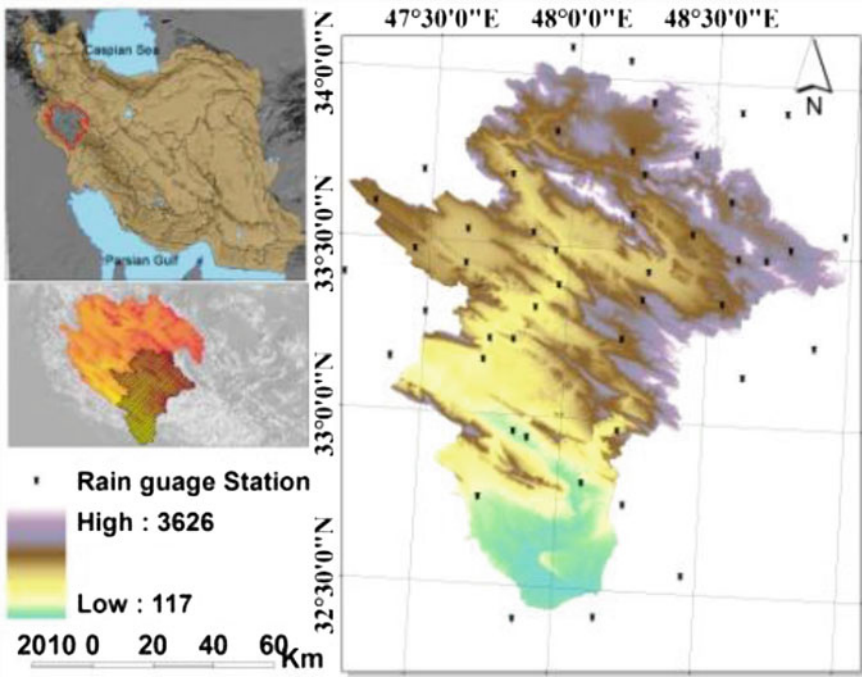 Caspian Sea
Parsian Gulf
47°30'0"E 48°0'0"E 48°30'0"E
34°0'0"N
33°30'0"N
33°0'0"N
32°30'0"N
N
Rain guage Station
High : 3626
Low : 117
2010 0 20 40 60
Km